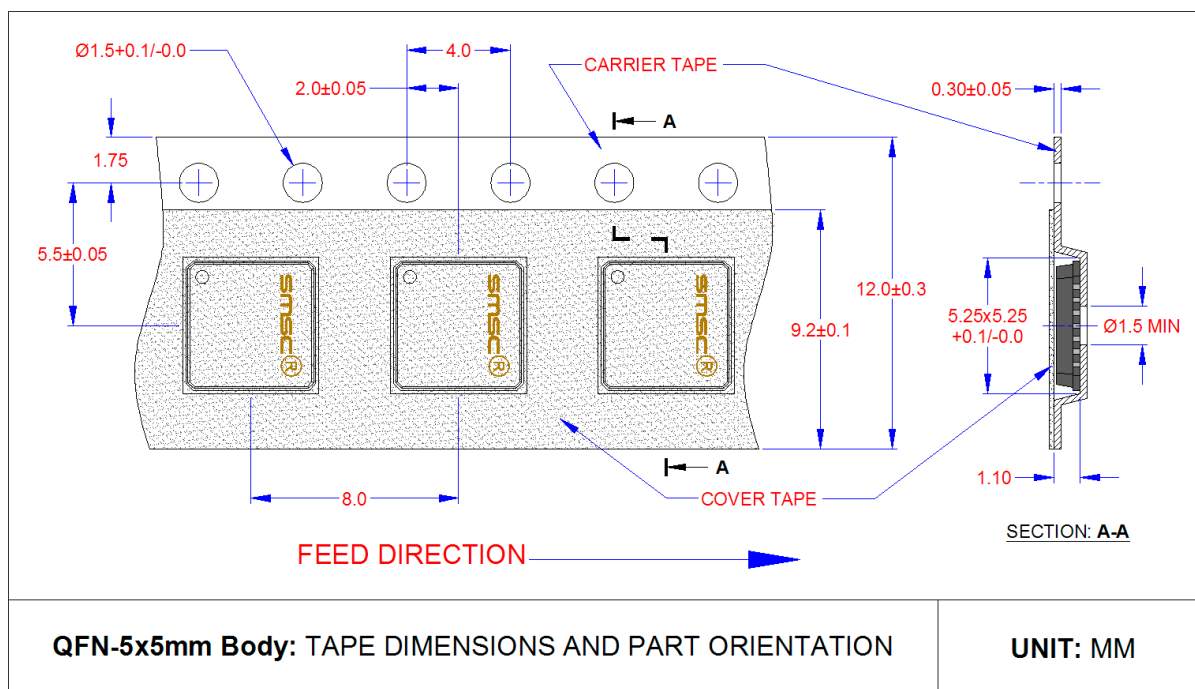 Ø1.5+0.1/-0.0
4.0
CARRIER TAPE
2.0±0.05
0.30±0.05
A
1.75
5.5±0.05
12.0±0.3
9.2±0.1
5.25x5.25
+0.1/-0.0
Ø1.5 MIN
smsc®
smsc®
smsc®
A
8.0
COVER TAPE
1.10
SECTION: A-A
FEED DIRECTION
QFN-5x5mm Body: TAPE DIMENSIONS AND PART ORIENTATION
UNIT: MM